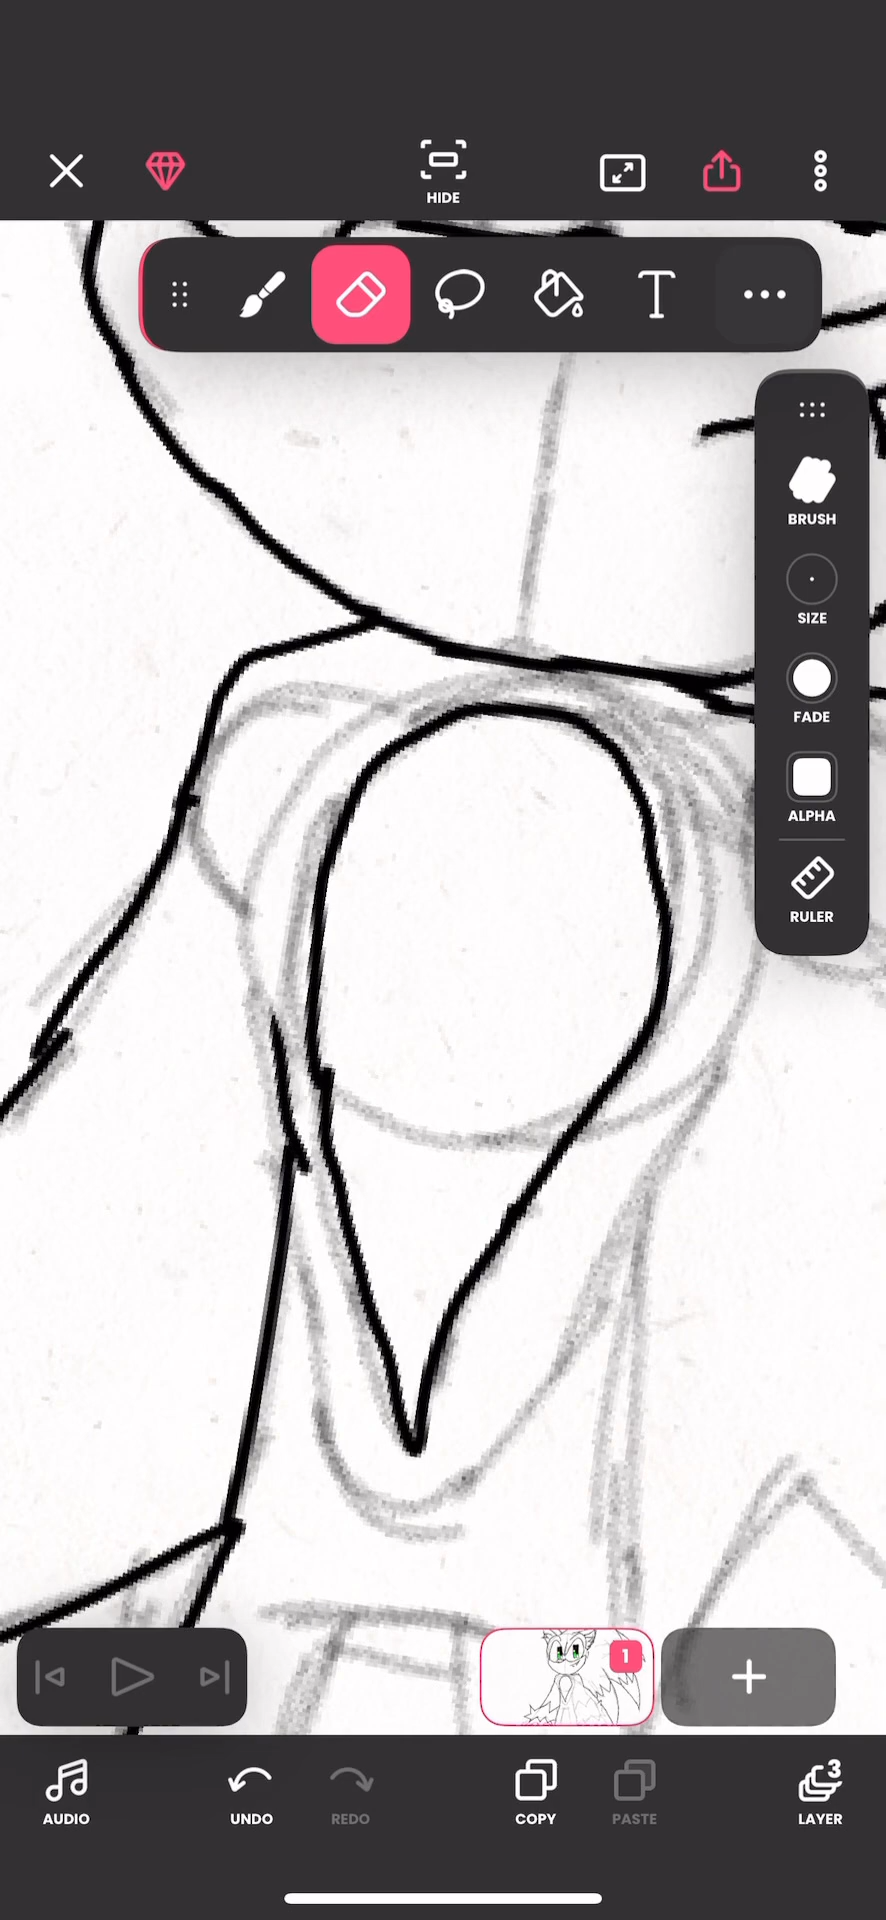 HIDE
T
BRUSH
SIZE
FADE
ALPHA
RULER
1
3
AUDIO
UNDO
REDO
COPY
PASTE
LAYER